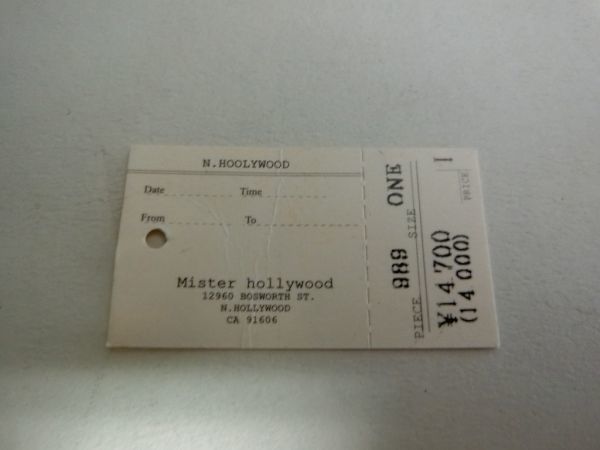 N.HOOLYWOOD
Date Time
From To
Mister hollywood
12960 BOSWORTH ST.
N.HOLLYWOOD
CA 91606
PIECE 989 SIZE ONE
¥14,700 PRICE 1
(14,000)